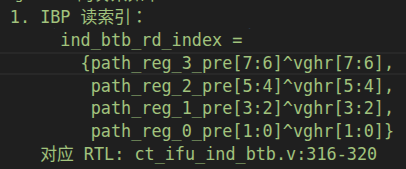 1. IBP 读索引:
ind_btb_rd_index =
{path_reg_3_pre[7:6]^vghr[7:6],
path_reg_2_pre[5:4]^vghr[5:4],
path_reg_1_pre[3:2]^vghr[3:2],
path_reg_0_pre[1:0]^vghr[1:0]}
对应 RTL: ct_ifu_ind_btb.v:316-320